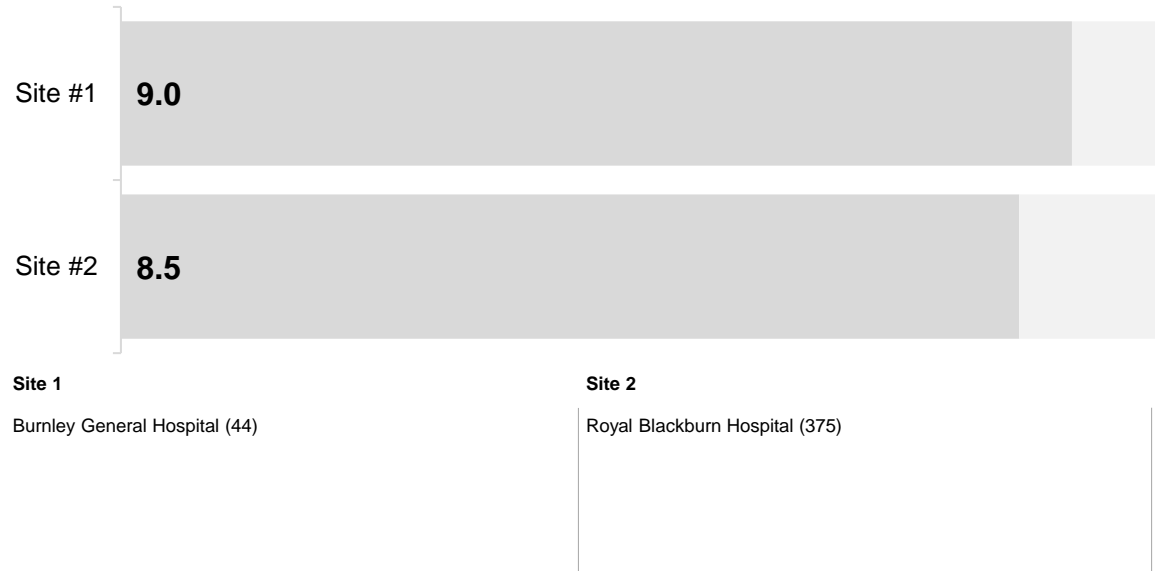 Site #1
9.0
Site #2
8.5
Site 1
Site 2
Burnley General Hospital (44)
Royal Blackburn Hospital (375)